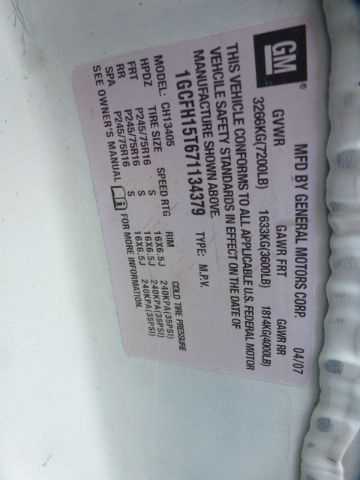 GM
MFD BY GENERAL MOTORS CORP. 04/07
GVWR GAWR FRT GAWR RR
3266KG(7200LB) 1633KG(3600LB) 1814KG(4000LB)
THIS VEHICLE CONFORMS TO ALL APPLICABLE U.S. FEDERAL MOTOR
VEHCILE SAFETY STANDARDS IN EFFECT ON THE DATE OF
MANUFACTURE SHOWN ABOVE.
1GCFH15T671134379 TYPE: M.P.V.
MODEL: CH13405
HPDZ TIRE SIZE SPEED RTG RIM COLD TIRE PRESSURE
FRT P245/75R16 S 16X6.5J 240KPA(35PSI)
RR P245/75R16 S 16X6.5J 240KPA(35PSI)
SPA P245/75R16 S 16X6.5J 240KPA(35PSI)
SEE OWNER'S MANUAL i FOR MORE INFORMATION.